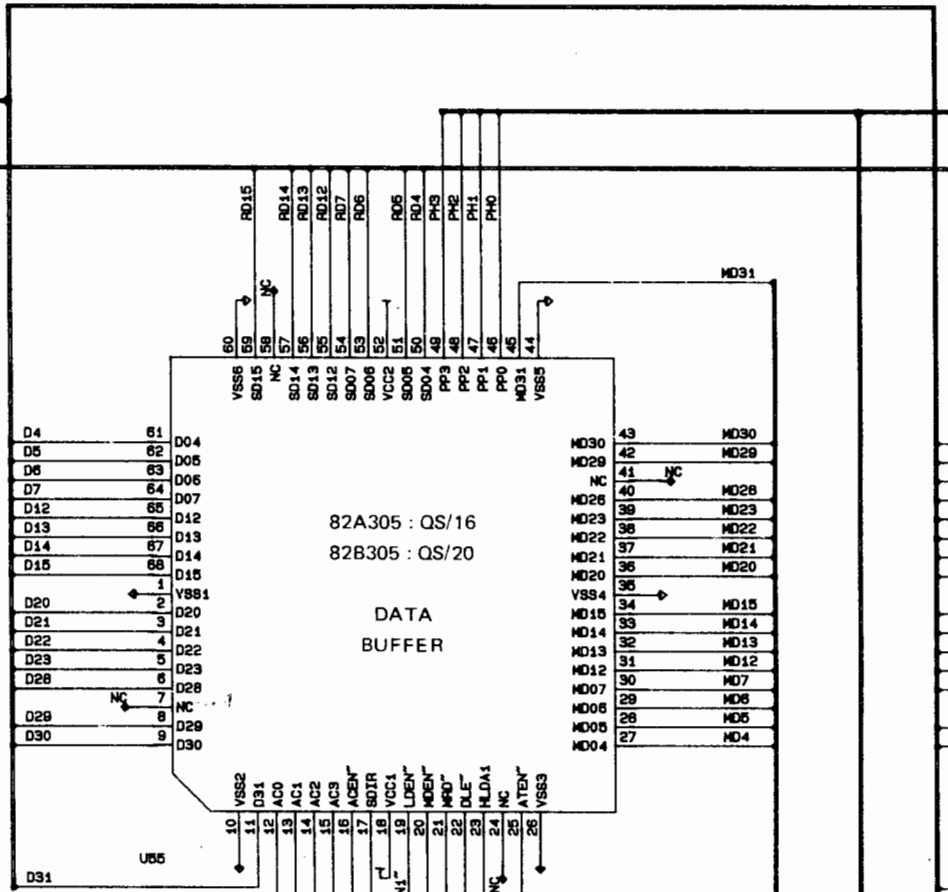 RD15
RD14
RD13
RD12
RD7
RD6
RD5
RD4
PH3
PH2
PH1
PH0
MD31
NC
60
59
58
57
56
55
54
53
52
51
50
49
48
47
46
45
44
VSS6
SD15
NC
SD14
SD13
SD12
SD07
SD06
VCC2
SD05
SD04
PP3
PP2
PP1
PP0
MD31
VSS5
D4 61 D04
D5 62 D05
D6 63 D06
D7 64 D07
D12 65 D12
D13 66 D13
D14 67 D14
D15 68 D15
1 VSS1
D20 2 D20
D21 3 D21
D22 4 D22
D23 5 D23
D28 6 D28
NC 7 NC
D29 8 D29
D30 9 D30
82A305 : QS/16
82B305 : QS/20
DATA
BUFFER
MD30 43 MD30
MD29 42 MD29
NC 41 NC
MD28 40 MD28
MD23 39 MD23
MD22 38 MD22
MD21 37 MD21
MD20 36 MD20
VSS4 35
MD15 34 MD15
MD14 33 MD14
MD13 32 MD13
MD12 31 MD12
MD07 30 MD7
MD06 29 MD6
MD05 28 MD5
MD04 27 MD4
VSS2
D31
AC0
AC1
AC2
AC3
ACEN~
SDIR
VCC1
LDEN~
MDEN~
MRD~
DLE~
HLDA1
NC
ATEN~
VSS3
10
11
12
13
14
15
16
17
18
19
20
21
22
23
24
25
26
U55
D31
NC